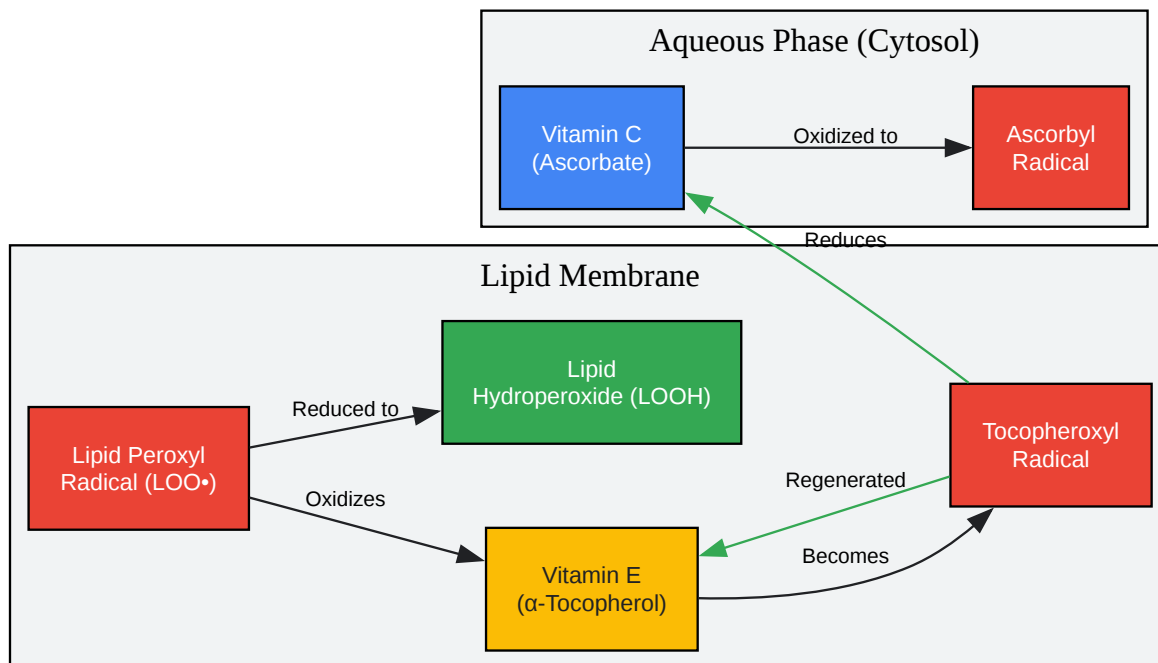 Aqueous Phase (Cytosol)
Vitamin C
(Ascorbate)
Oxidized to
Ascorbyl
Radical
Reduces
Lipid Membrane
Lipid
Hydroperoxide (LOOH)
Reduced to
Lipid Peroxyl
Radical (LOO•)
Tocopheroxyl
Radical
Oxidizes
Regenerated
Becomes
Vitamin E
(α-Tocopherol)